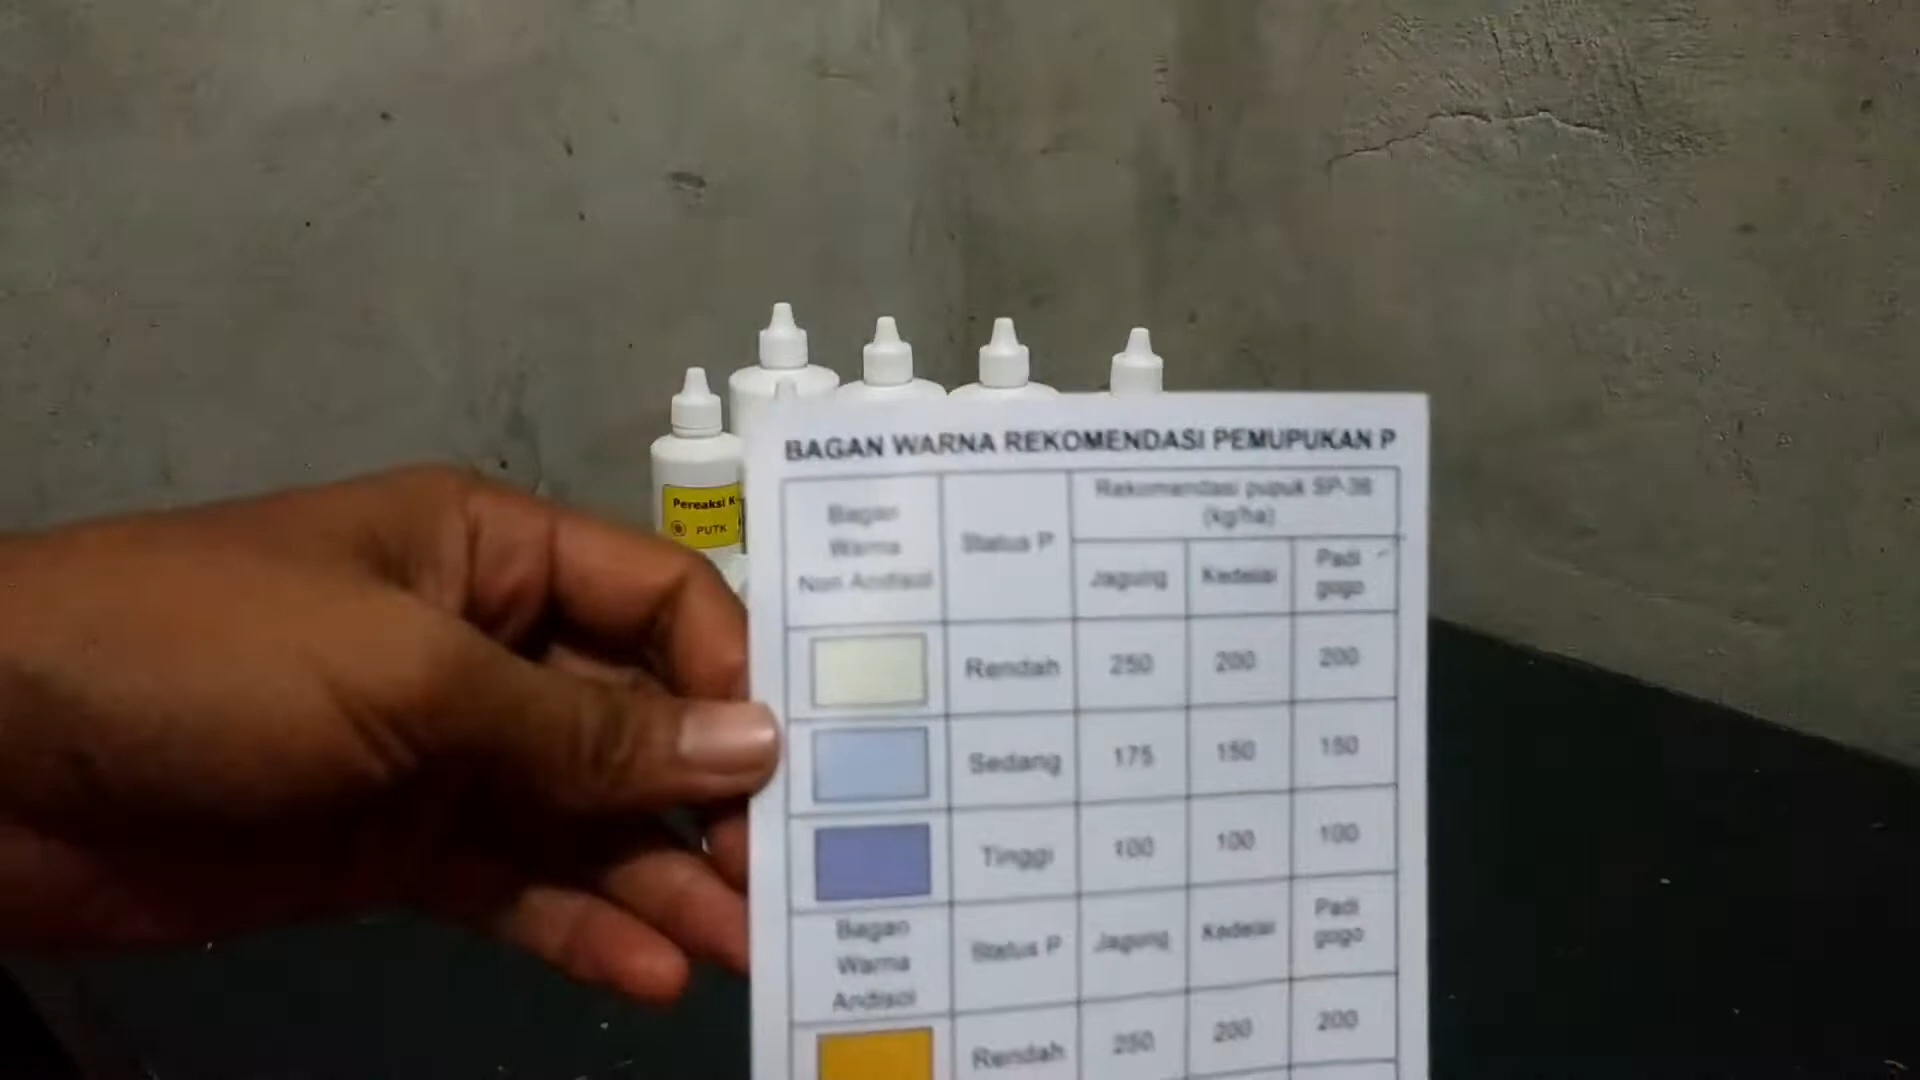 Pereaksi K
PUTK
BAGAN WARNA REKOMENDASI PEMUPUKAN P
Bagan
Warna
Non Andisol
Status P
Rekomendasi pupuk SP-36
(kg/ha)
Jagung
Kedelai
Padi
gogo
Rendah 250 200 200
Sedang 175 150 150
Tinggi 100 100 100
Bagan
Warna
Andisol
Status P
Jagung
Kedelai
Padi
gogo
Rendah 250 200 200